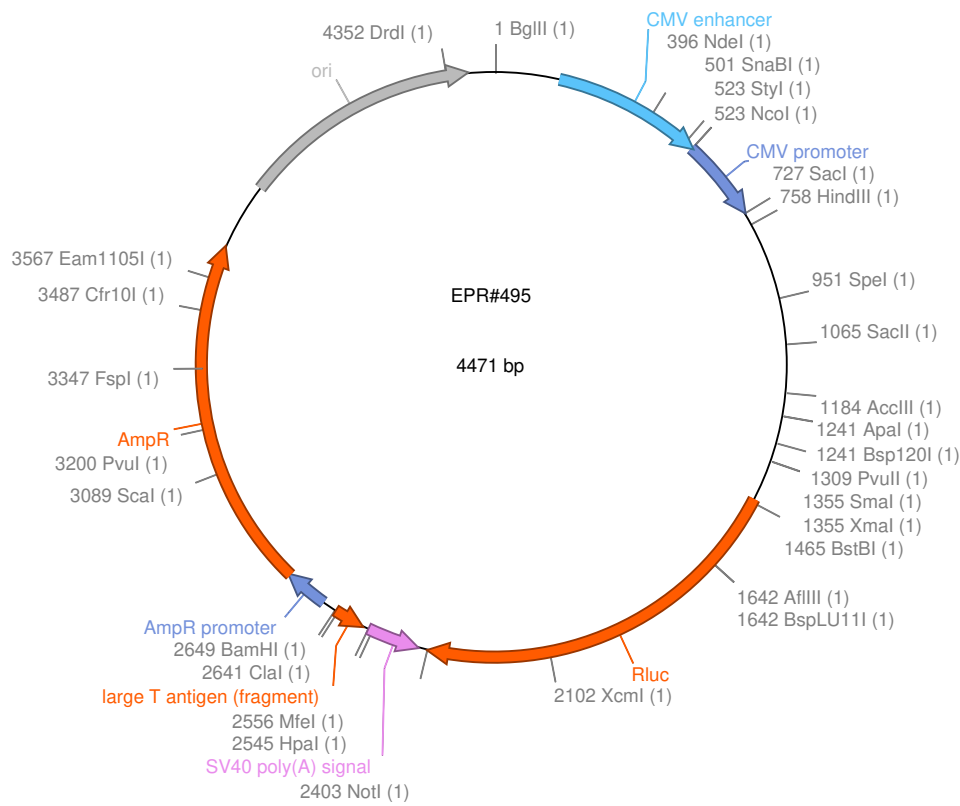 CMV enhancer
4352 DrdI (1)
1 BglII (1)
396 NdeI (1)
501 SnaBI (1)
ori
523 StyI (1)
523 NcoI (1)
CMV promoter
727 SacI (1)
758 HindIII (1)
3567 Eam1105I (1)
951 SpeI (1)
3487 Cfr10I (1)
EPR#495
1065 SacII (1)
4471 bp
3347 FspI (1)
1184 AccIII (1)
1241 ApaI (1)
AmpR
1241 Bsp120I (1)
3200 PvuI (1)
1309 PvuII (1)
3089 ScaI (1)
1355 SmaI (1)
1355 XmaI (1)
1465 BstBI (1)
1642 AflIII (1)
1642 BspLU11I (1)
AmpR promoter
2649 BamHI (1)
2641 ClaI (1)
Rluc
large T antigen (fragment)
2102 XcmI (1)
2556 MfeI (1)
2545 HpaI (1)
SV40 poly(A) signal
2403 NotI (1)